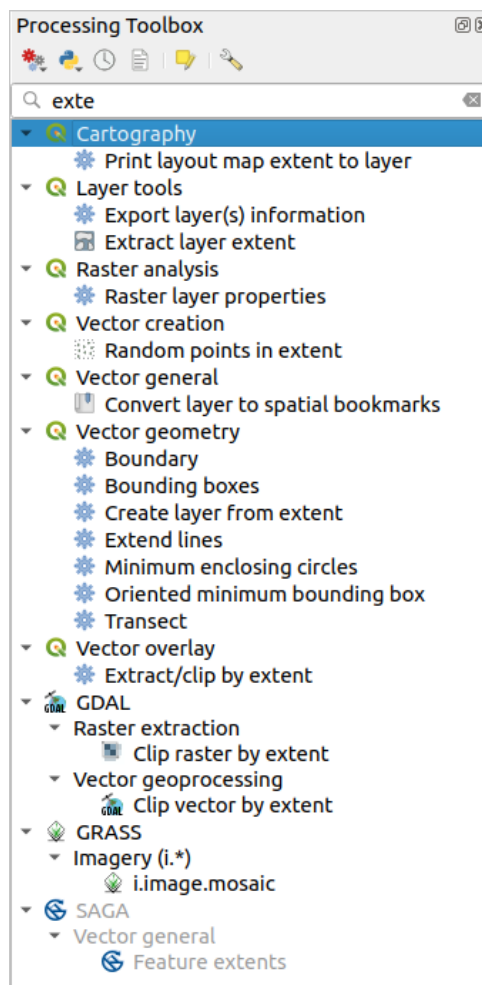 Processing Toolbox
exte
Cartography
Print layout map extent to layer
Layer tools
Export layer(s) information
Extract layer extent
Raster analysis
Raster layer properties
Vector creation
Random points in extent
Vector general
Convert layer to spatial bookmarks
Vector geometry
Boundary
Bounding boxes
Create layer from extent
Extend lines
Minimum enclosing circles
Oriented minimum bounding box
Transect
Vector overlay
Extract/clip by extent
GDAL
Raster extraction
Clip raster by extent
Vector geoprocessing
Clip vector by extent
GRASS
Imagery (i.*)
i.image.mosaic
SAGA
Vector general
Feature extents